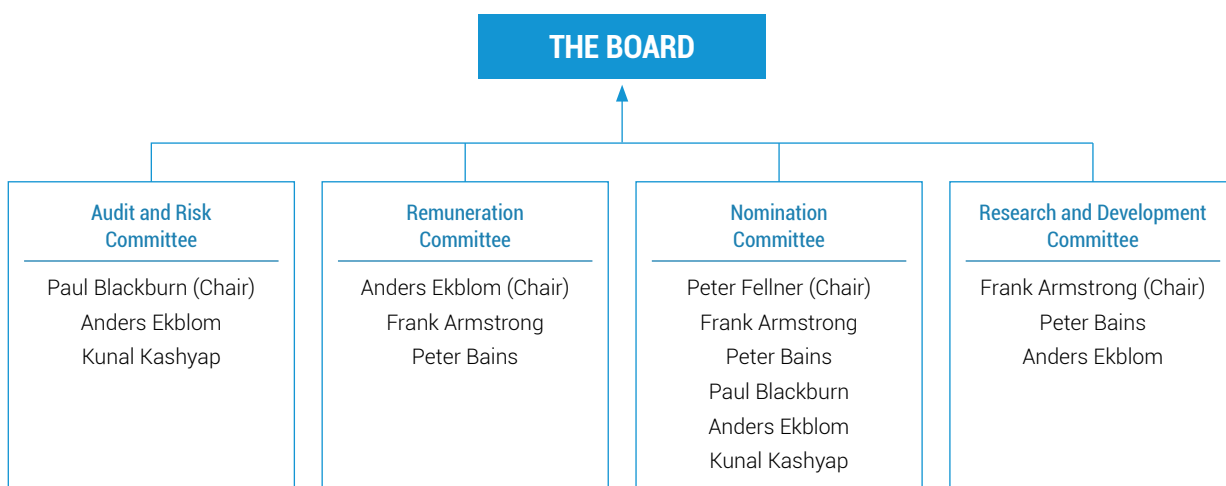 THE BOARD
Audit and Risk
Committee
Paul Blackburn (Chair)
Anders Ekblom
Kunal Kashyap
Remuneration
Committee
Anders Ekblom (Chair)
Frank Armstrong
Peter Bains
Nomination
Committee
Peter Fellner (Chair)
Frank Armstrong
Peter Bains
Paul Blackburn
Anders Ekblom
Kunal Kashyap
Research and Development
Committee
Frank Armstrong (Chair)
Peter Bains
Anders Ekblom